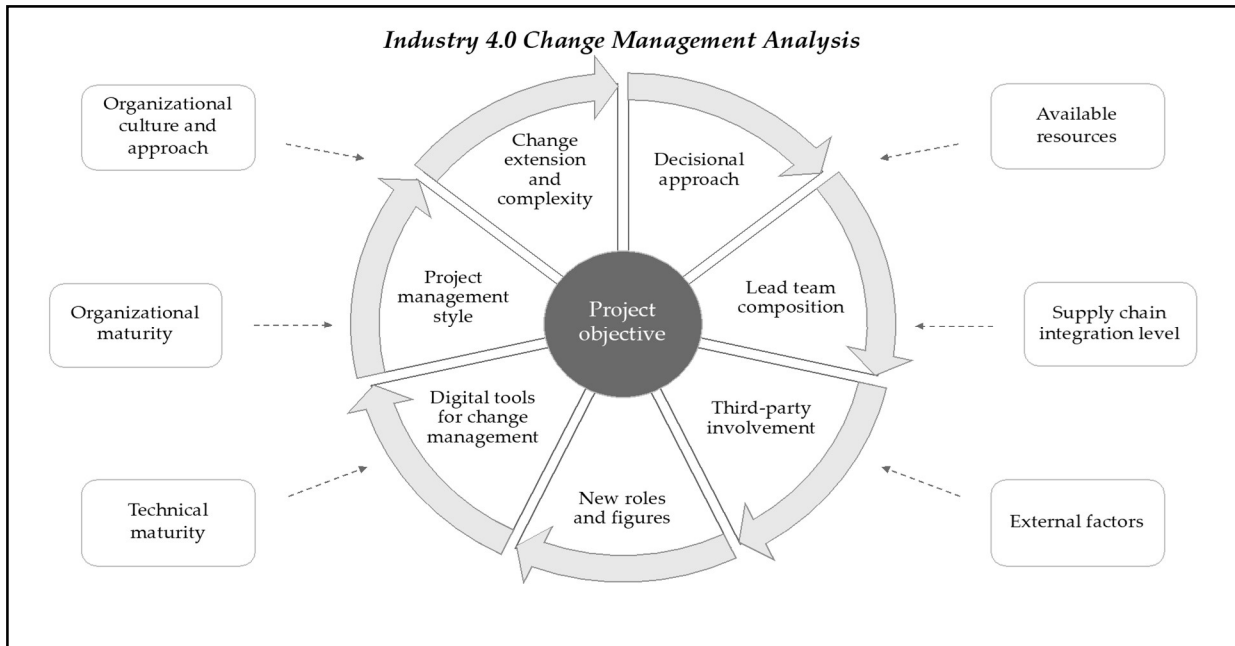 Industry 4.0 Change Management Analysis
Organizational
culture and
approach
Organizational
maturity
Technical
maturity
Change
extension
and
complexity
Decisional
approach
Project
management
style
Project
objective
Lead team
composition
Digital tools
for change
management
Third-party
involvement
New roles
and figures
Available
resources
Supply chain
integration level
External factors